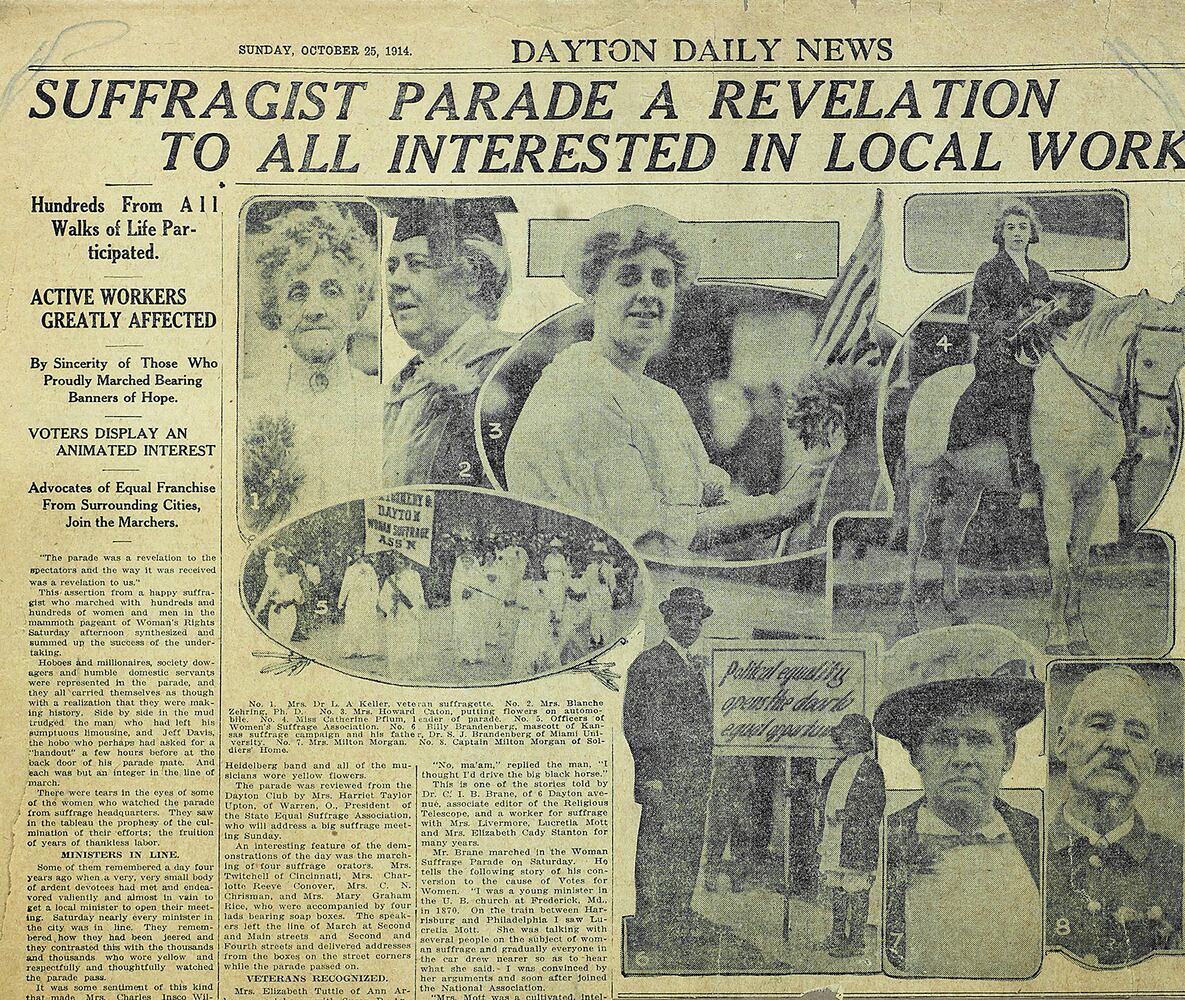 SUNDAY, OCTOBER 25, 1914.
DAYTON DAILY NEWS
SUFFRAGIST PARADE A REVELATION
TO ALL INTERESTED IN LOCAL WORK
Hundreds From All
Walks of Life Par-
ticipated.
ACTIVE WORKERS
GREATLY AFFECTED
By Sincerity of Those Who
Proudly Marched Bearing
Banners of Hope.
VOTERS DISPLAY AN
ANIMATED INTEREST
Advocates of Equal Franchise
From Surrounding Cities,
Join the Marchers.
"The parade was a revelation to the
spectators and the way it was received
was a revelation to us."
This assertion from a happy suffra-
gist who marched with hundreds and
hundreds of women and men in the
mammoth pageant of Woman's Rights
Saturday afternoon synthesized and
summed up the success of the under-
taking.
Hoboes and millionaires, society dow-
agers and humble domestic servants
were represented in the parade, and
they all carried themselves as though
with a realization that they were mak-
ing history. Side by side in the mud
trudged the man who had left his
sumptuous limousine, and Jeff Davis,
the hobo who perhaps had asked for a
"handout" a few hours before at the
back door of his parade mate. And
each was but an integer in the line of
march.
There were tears in the eyes of some
of the women who watched the parade
from suffrage headquarters. They saw
in the tableau the prophesy of the cul-
mination of their efforts; the fruition
of years of thankless labor.
MINISTERS IN LINE.
Some of them remembered a day four
years ago when a very, very small body
of ardent devotees had met and endea-
vored valiently and almost in vain to
get a local minister to open their meet-
ing. Saturday nearly every minister in
the city was in line. They remem-
bered how they had been jeered and
they contrasted this with the thousands
and thousands who wore yellow and
respectfully and thoughtfully watched
the parade pass.
It was some sentiment of this kind
that made Mrs. Charles Insco Wil-
1
2
3
4
DAYTON
WOMAN SUFFRAGE
ASS'N
5
No. 1. Mrs. Dr L. A. Keller, veteran suffragette. No. 2. Mrs. Blanche
Zehring, Ph. D. No. 3. Mrs. Howard Caton, putting flowers on automo-
bile. No. 4. Miss Catherine Pflum, leader of parade. No. 5. Officers of
Women's Suffrage Association. No. 6 Billy Brandenberg, mascot of Kan-
sas suffrage campaign and his father, Dr. S. J. Brandenberg of Miami Uni-
versity. No. 7. Mrs. Milton Morgan. No. 8. Captain Milton Morgan of Sol-
diers' Home.
Heidelberg band and all of the mu-
sicians wore yellow flowers.
The parade was reviewed from the
Dayton Club by Mrs. Harriet Taylor
Upton, of Warren, O., President of
the State Equal Suffrage Association,
who will address a big suffrage meet-
ing Sunday.
An interesting feature of the dem-
onstrations of the day was the march-
ing of four suffrage orators. Mrs.
Twitchell of Cincinnati, Mrs. Char-
lotte Reeve Conover, Mrs. C. N.
Chrisman, and Mrs. Mary Graham
Rice, who were accompanied by four
lads bearing soap boxes. The speak-
ers left the line of March at Second
and Main streets and Second and
Fourth streets and delivered addresses
from the boxes on the street corners
while the parade passed on.
VETERANS RECOGNIZED.
Mrs. Elizabeth Tuttle of Ann Ar-
"No, ma'am," replied the man, "I
thought I'd drive the big black horse."
This is one of the stories told by
Dr. C. I. B. Brane, of 6 Dayton ave-
nue, associate editor of the Religious
Telescope, and a worker for suffrage
with Mrs. Livermore, Lucretia Mott
and Mrs. Elizabeth Cady Stanton for
many years.
Mr. Brane marched in the Woman
Suffrage Parade on Saturday. He
tells the following story of his con-
version to the cause of Votes for
Women. "I was a young minister in
the U. B. church at Frederick, Md.,
in 1870. On the train between Har-
risburg and Philadelphia I saw Lu-
cretia Mott. She was talking with
several people on the subject of wom-
an suffrage and gradually everyone in
the car drew nearer so as to hear
what she said. I was convinced by
her arguments and soon after joined
the National Association.
"Mrs. Mott was a cultivated, intel-
Political equality
opens the door to
equal
6
7
8